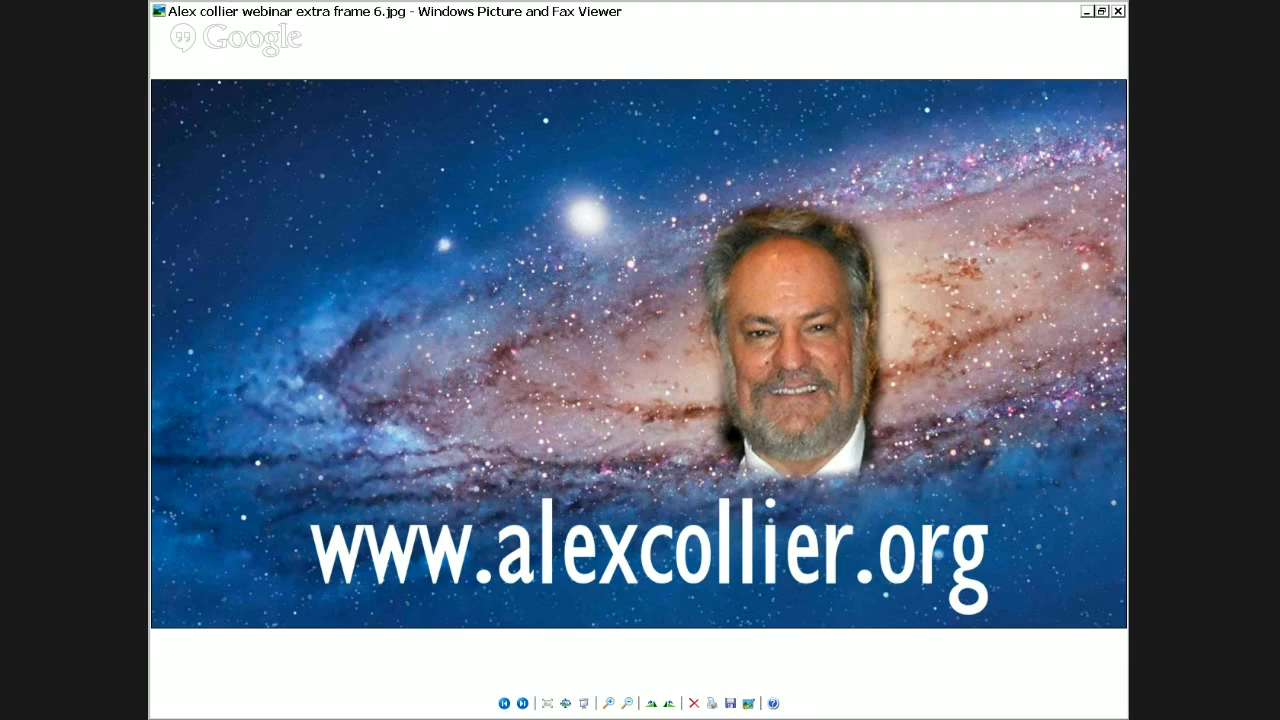 Alex collier webinar extra frame 6.jpg - Windows Picture and Fax Viewer
Google
www.alexcollier.org